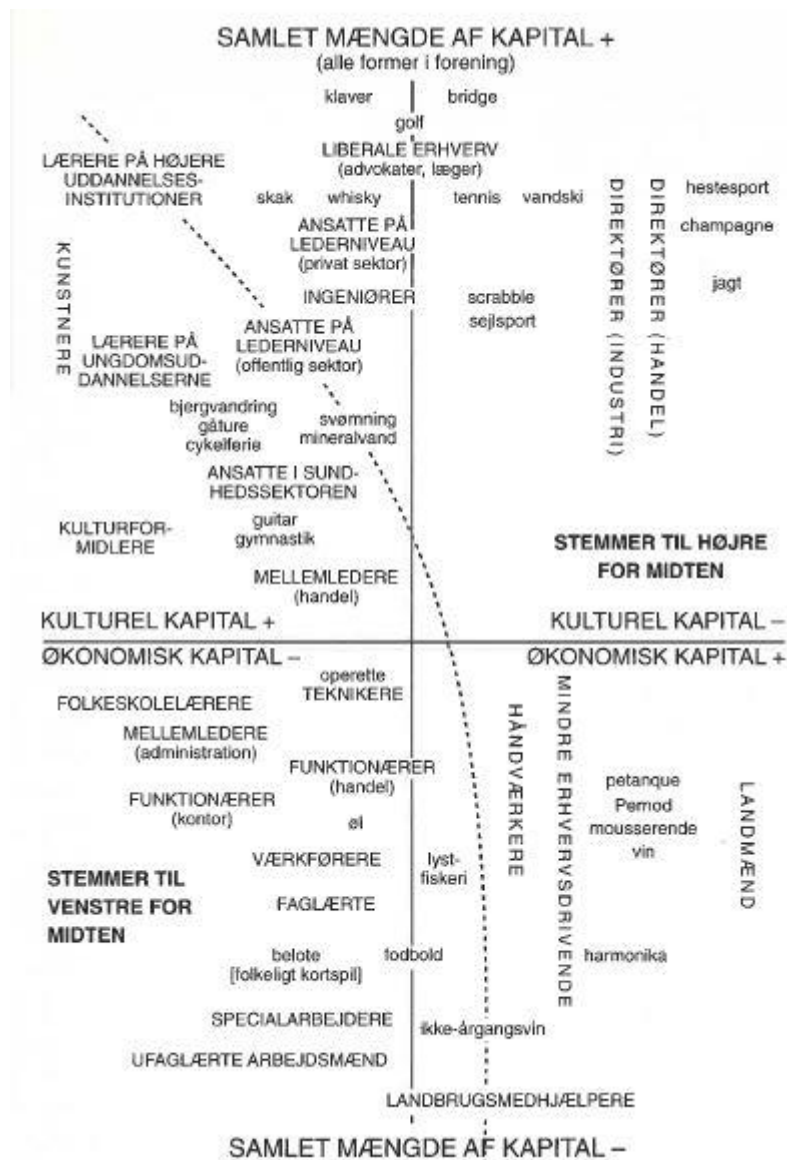 SAMLET MÆNGDE AF KAPITAL +
(alle former i forening)
klaver
bridge
golf
LIBERALE ERHVERV
(advokater, læger)
LÆRERE PÅ HØJERE
UDDANNELSES-
INSTITUTIONER
skak
whisky
tennis
vandski
hestesport
champagne
jagt
DIREKTØRER (INDUSTRI)
DIREKTØRER (HANDEL)
ANSATTE PÅ
LEDERNIVEAU
(privat sektor)
KUNSTNERE
INGENIØRER
scrabble
sejlsport
ANSATTE PÅ
LEDERNIVEAU
(offentlig sektor)
LÆRERE PÅ
UNGDOMSUD-
DANNELSERNE
bjergvandring
gåture
cykelferie
svømning
mineralvand
ANSATTE I SUND-
HEDSSEKTOREN
KULTURFOR-
MIDLERE
guitar
gymnastik
STEMMER TIL HØJRE
FOR MIDTEN
MELLEMLEDERE
(handel)
KULTUREL KAPITAL +
KULTUREL KAPITAL –
ØKONOMISK KAPITAL –
ØKONOMISK KAPITAL +
operette
TEKNIKERE
FOLKESKOLELÆRERE
MELLEMLEDERE
(administration)
HÅNDVÆRKERE
MINDRE ERHVERVSDRIVENDE
LANDMÆND
FUNKTIONÆRER
(handel)
FUNKTIONÆRER
(kontor)
øl
petanque
Pernod
mousserende
vin
VÆRKFØRERE
lyst-
fiskeri
STEMMER TIL
VENSTRE FOR
MIDTEN
FAGLÆRTE
belote
[folkeligt kortspil]
fodbold
harmonika
SPECIALARBEJDERE
ikke-årgangsvin
UFAGLÆRTE ARBEJDSMÆND
LANDBRUGSMEDHJÆLPERE
SAMLET MÆNGDE AF KAPITAL –